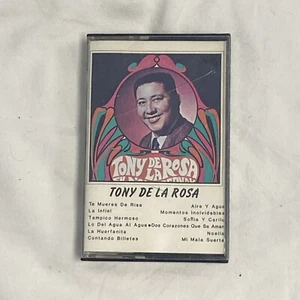 TONY DE
LA ROSA
TONY DE LA ROSA
Te Mueres De Risa
La Infiel
Tampico Hermoso
Lo Del Agua Al Agua
La Huerfanita
Contando Billetes
Aire Y Agua
Momentos Inolvidables
Sofia Y Cerilo
Dos Corazones Que Se Aman
Noelia
Mi Mala Suerte